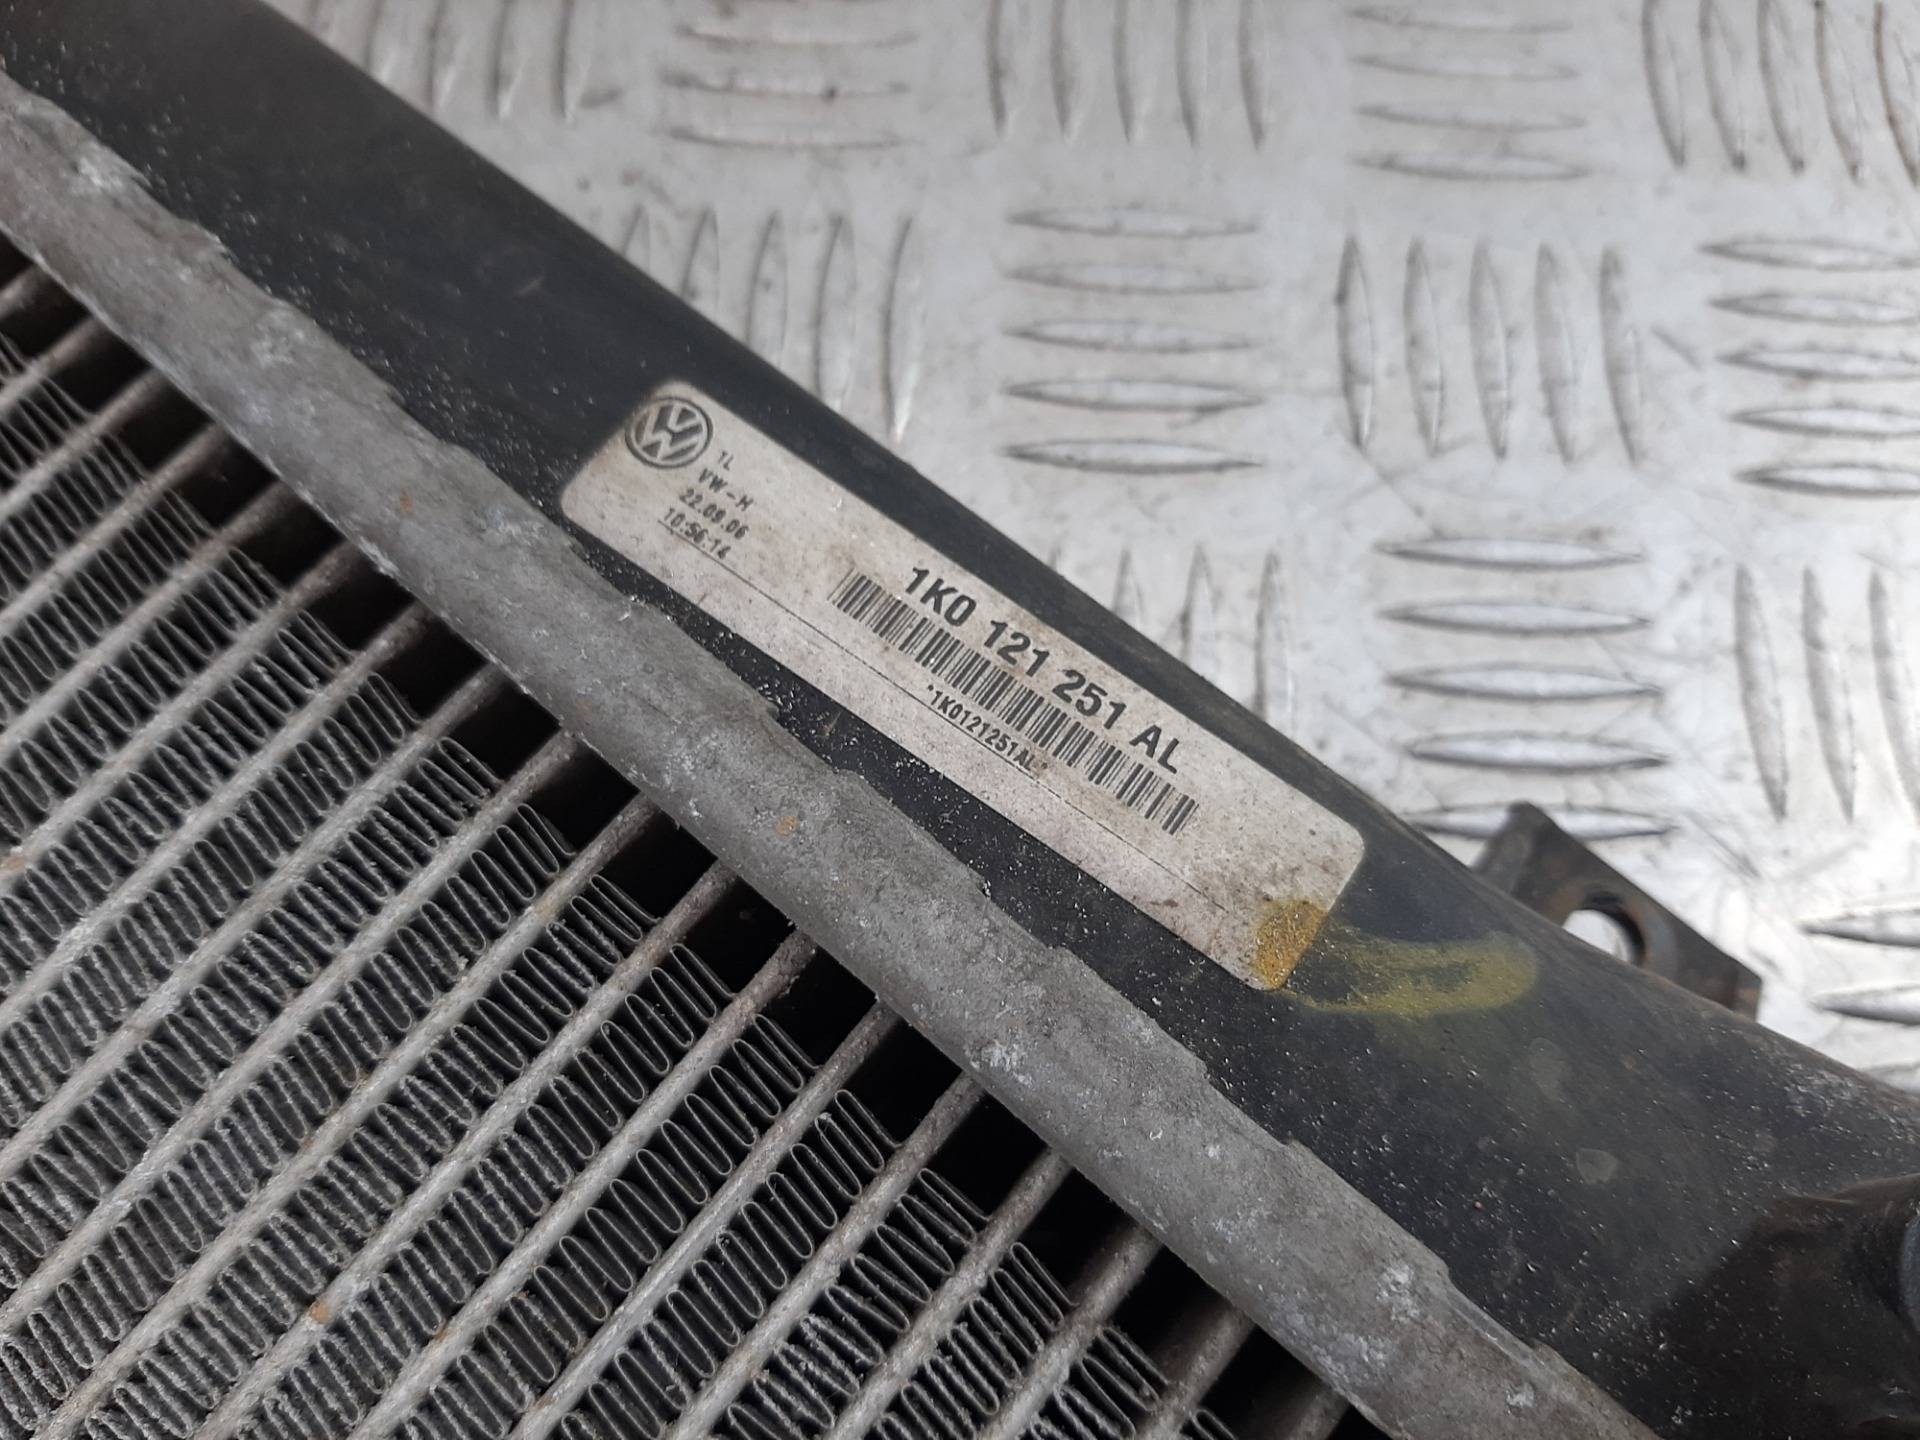 TL
VW-H
22.09.06
10:56:14
1K0 121 251 AL
*1K0121251AL*